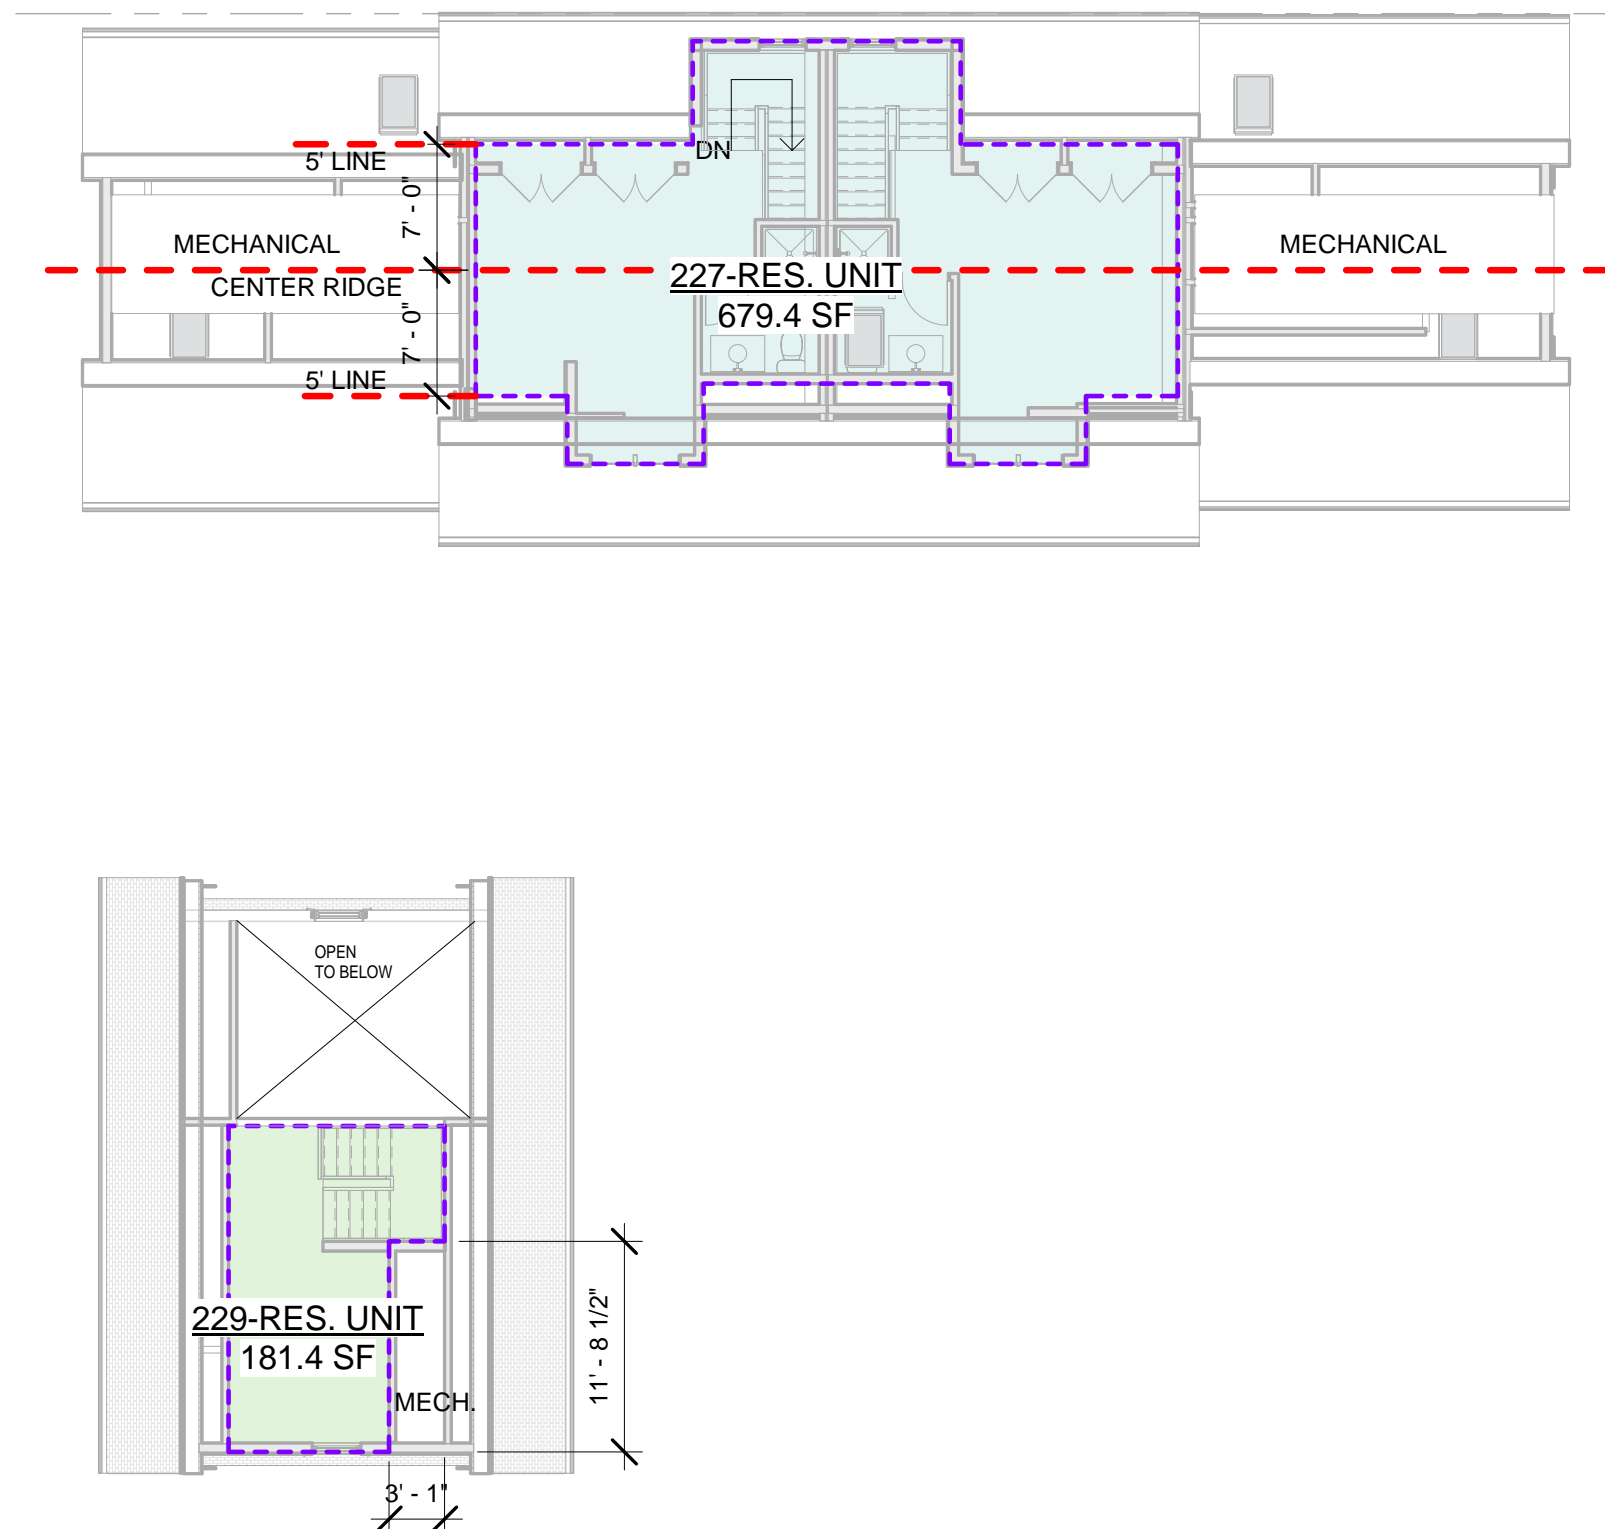 DN
5' LINE
7' - 0"
MECHANICAL
MECHANICAL
CENTER RIDGE
227-RES. UNIT
679.4 SF
7' - 0"
5' LINE
OPEN
TO BELOW
229-RES. UNIT
181.4 SF
11' - 8 1/2"
MECH.
3' - 1"